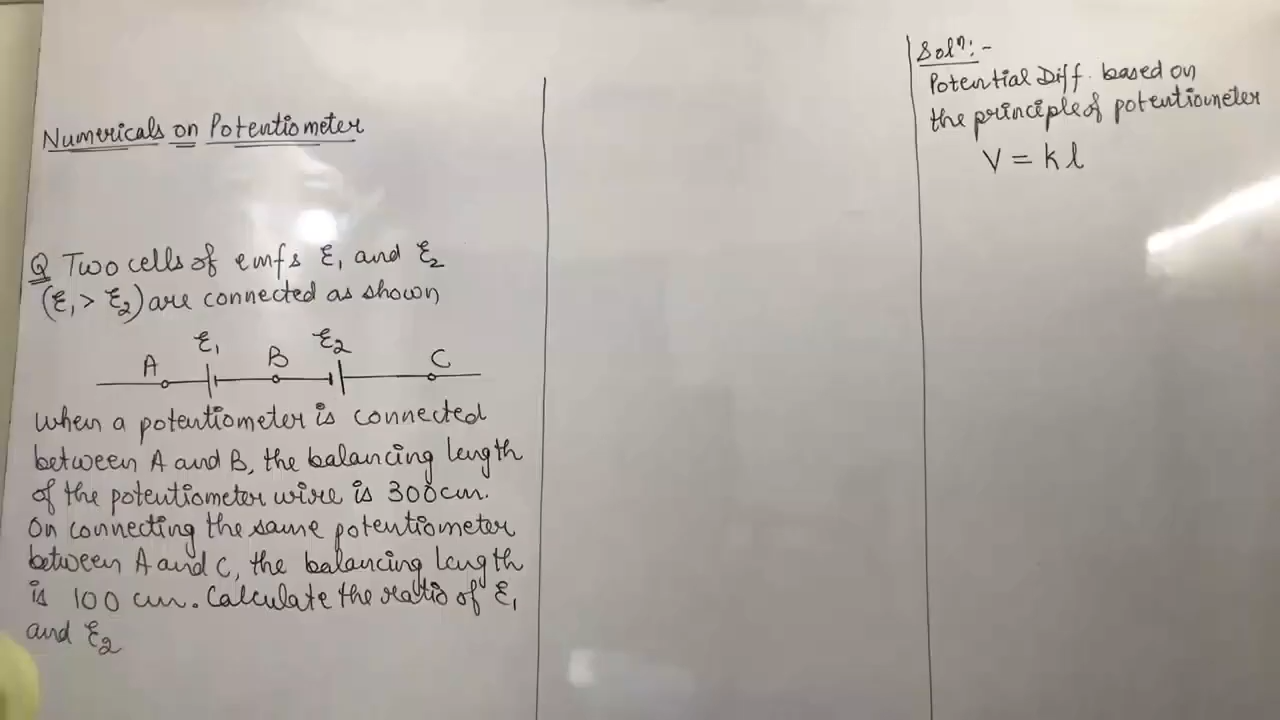 Numericals on Potentiometer
Q Two cells of emfs ε₁ and ε₂
(ε₁ > ε₂) are connected as shown
A ε₁ B ε₂ C
when a potentiometer is connected
between A and B, the balancing length
of the potentiometer wire is 300cm.
On connecting the same potentiometer
between A and C, the balancing length
is 100 cm. Calculate the ratio of ε₁
and ε₂
Solⁿ:-
Potential Diff. based on
the principle of potentiometer
V = k l